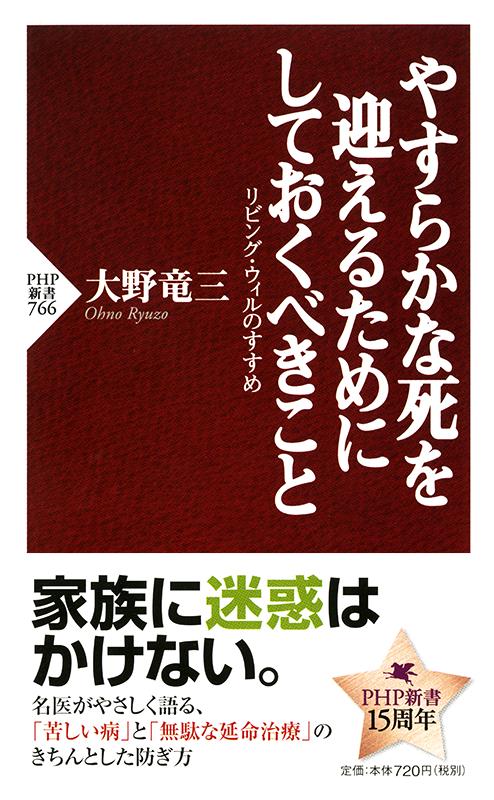 やすらかな死を
迎えるために
しておくべきこと
リビング・ウィルのすすめ
大野竜三
Ohno Ryuzo
PHP
新書
766
家族に迷惑は
かけない。
名医がやさしく語る、
「苦しい病」と「無駄な延命治療」の
きちんとした防ぎ方
PHP新書
15周年
定価:本体720円(税別)